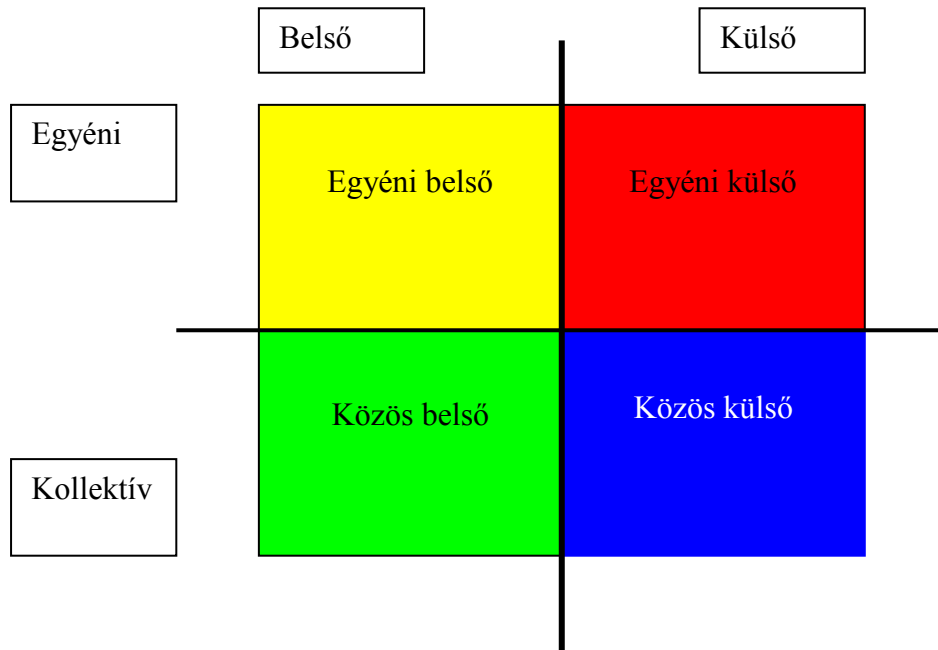 Belső
Külső
Egyéni
Egyéni belső
Egyéni külső
Közös belső
Közös külső
Kollektív